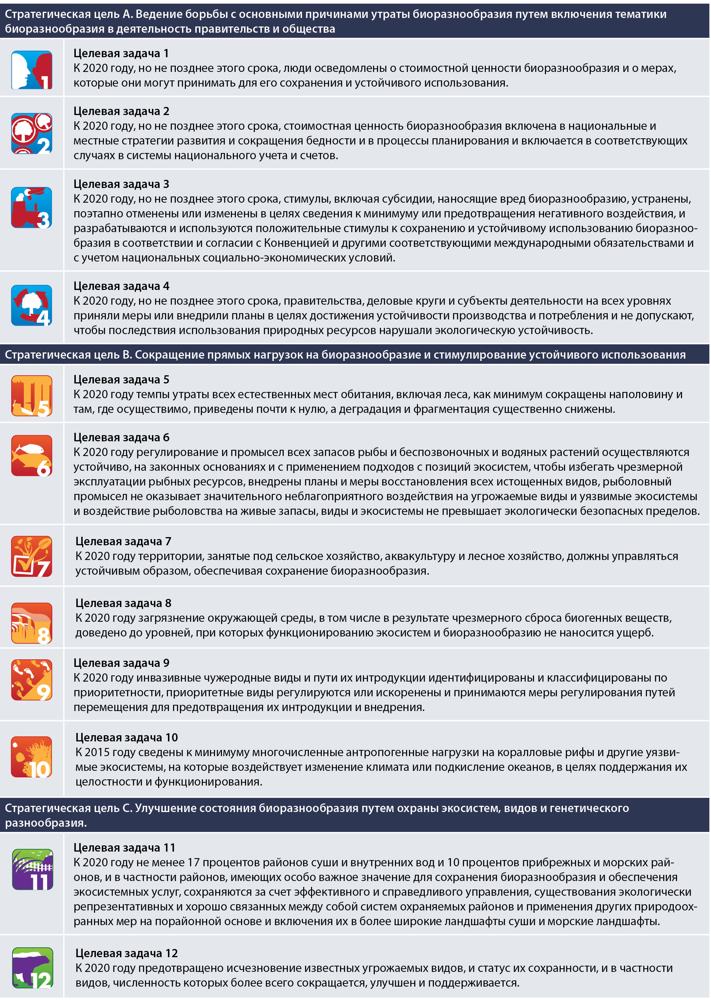 Стратегическая цель A. Ведение борьбы с основными причинами утраты биоразнообразия путем включения тематики
биоразнообразия в деятельность правительств и общества
1
Целевая задача 1
К 2020 году, но не позднее этого срока, люди осведомлены о стоимостной ценности биоразнообразия и о мерах,
которые они могут принимать для его сохранения и устойчивого использования.
2
Целевая задача 2
К 2020 году, но не позднее этого срока, стоимостная ценность биоразнообразия включена в национальные и
местные стратегии развития и сокращения бедности и в процессы планирования и включается в соответствующих
случаях в системы национального учета и счетов.
3
Целевая задача 3
К 2020 году, но не позднее этого срока, стимулы, включая субсидии, наносящие вред биоразнообразию, устранены,
поэтапно отменены или изменены в целях сведения к минимуму или предотвращения негативного воздействия, и
разрабатываются и используются положительные стимулы к сохранению и устойчивому использованию биоразноо-
бразия в соответствии и согласии с Конвенцией и другими соответствующими международными обязательствами и
с учетом национальных социально-экономических условий.
4
Целевая задача 4
К 2020 году, но не позднее этого срока, правительства, деловые круги и субъекты деятельности на всех уровнях
приняли меры или внедрили планы в целях достижения устойчивости производства и потребления и не допускают,
чтобы последствия использования природных ресурсов нарушали экологическую устойчивость.
Стратегическая цель B. Сокращение прямых нагрузок на биоразнообразие и стимулирование устойчивого использования
5
Целевая задача 5
К 2020 году темпы утраты всех естественных мест обитания, включая леса, как минимум сокращены наполовину и
там, где осуществимо, приведены почти к нулю, а деградация и фрагментация существенно снижены.
6
Целевая задача 6
К 2020 году регулирование и промысел всех запасов рыбы и беспозвоночных и водяных растений осуществляются
устойчиво, на законных основаниях и с применением подходов с позиций экосистем, чтобы избегать чрезмерной
эксплуатации рыбных ресурсов, внедрены планы и меры восстановления всех истощенных видов, рыболовный
промысел не оказывает значительного неблагоприятного воздействия на угрожаемые виды и уязвимые экосистемы
и воздействие рыболовства на живые запасы, виды и экосистемы не превышает экологически безопасных пределов.
7
Целевая задача 7
К 2020 году территории, занятые под сельское хозяйство, аквакультуру и лесное хозяйство, должны управляться
устойчивым образом, обеспечивая сохранение биоразнообразия.
8
Целевая задача 8
К 2020 году загрязнение окружающей среды, в том числе в результате чрезмерного сброса биогенных веществ,
доведено до уровней, при которых функционированию экосистем и биоразнообразию не наносится ущерб.
9
Целевая задача 9
К 2020 году инвазивные чужеродные виды и пути их интродукции идентифицированы и классифицированы по
приоритетности, приоритетные виды регулируются или искоренены и принимаются меры регулирования путей
перемещения для предотвращения их интродукции и внедрения.
10
Целевая задача 10
К 2015 году сведены к минимуму многочисленные антропогенные нагрузки на коралловые рифы и другие уязви-
мые экосистемы, на которые воздействует изменение климата или подкисление океанов, в целях поддержания их
целостности и функционирования.
Стратегическая цель C. Улучшение состояния биоразнообразия путем охраны экосистем, видов и генетического
разнообразия.
11
Целевая задача 11
К 2020 году не менее 17 процентов районов суши и внутренних вод и 10 процентов прибрежных и морских рай-
онов, и в частности районов, имеющих особо важное значение для сохранения биоразнообразия и обеспечения
экосистемных услуг, сохраняются за счет эффективного и справедливого управления, существования экологически
репрезентативных и хорошо связанных между собой систем охраняемых районов и применения других природоох-
ранных мер на порайонной основе и включения их в более широкие ландшафты суши и морские ландшафты.
12
Целевая задача 12
К 2020 году предотвращено исчезновение известных угрожаемых видов, и статус их сохранности, и в частности
видов, численность которых более всего сокращается, улучшен и поддерживается.